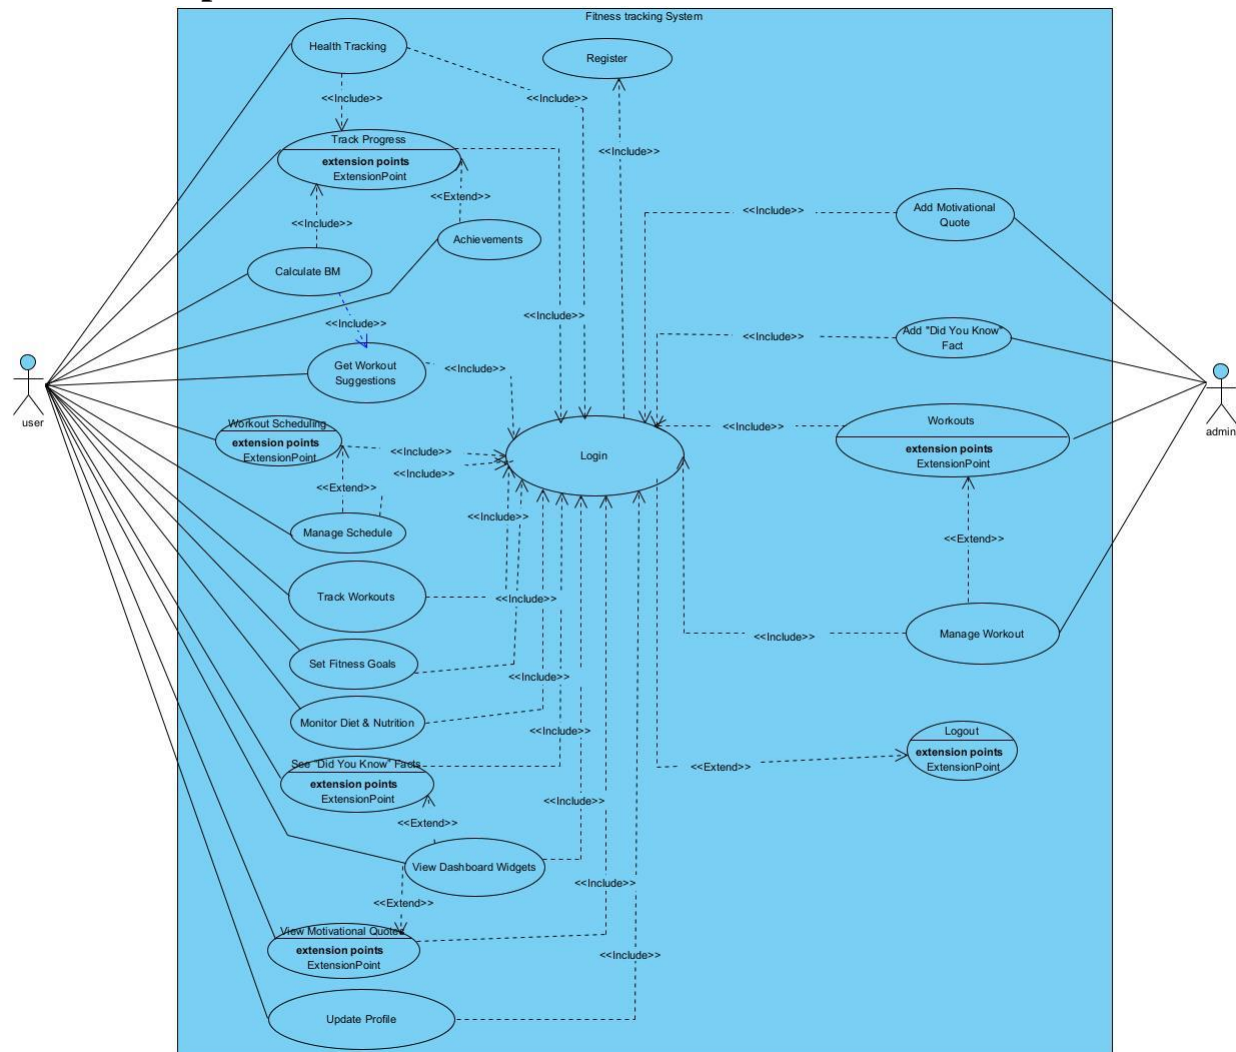 Fitness tracking System
Health Tracking
Register
<<Include>>
Track Progress
extension points
ExtensionPoint
<<Include>>
<<Include>>
<<Extend>>
<<Include>>
Achievements
<<Include>>
Add Motivational
Quote
Calculate BM
<<Include>>
<<Include>>
<<Include>>
Add "Did You Know"
Fact
Get Workout
Suggestions
<<Include>>
user
admin
Workout Scheduling
extension points
ExtensionPoint
<<Include>>
<<Include>>
Login
<<Include>>
Workouts
extension points
ExtensionPoint
<<Extend>>
<<Include>>
Manage Schedule
<<Extend>>
Track Workouts
<<Include>>
<<Include>>
Manage Workout
Set Fitness Goals
<<Include>>
Monitor Diet & Nutrition
<<Include>>
Logout
extension points
ExtensionPoint
See "Did You Know" Facts
extension points
ExtensionPoint
<<Extend>>
<<Include>>
<<Extend>>
View Dashboard Widgets
<<Include>>
<<Extend>>
View Motivational Quotes
extension points
ExtensionPoint
<<Include>>
Update Profile